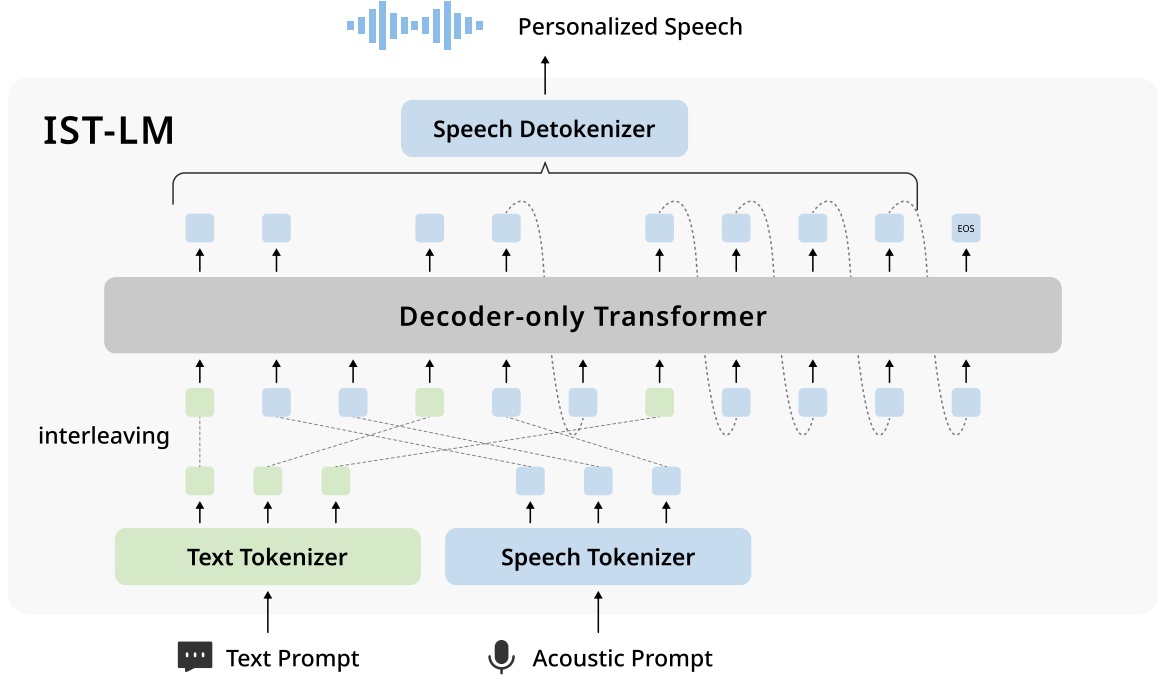 Personalized Speech
IST-LM
Speech Detokenizer
EOS
Decoder-only Transformer
interleaving
Text Tokenizer
Speech Tokenizer
Text Prompt
Acoustic Prompt